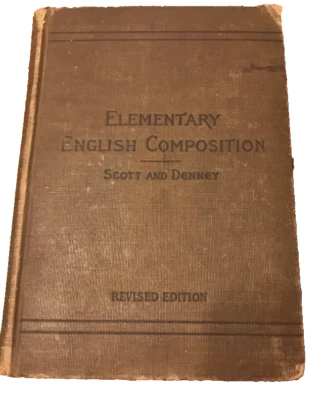 ELEMENTARY
ENGLISH COMPOSITION
SCOTT AND DENNEY
REVISED EDITION